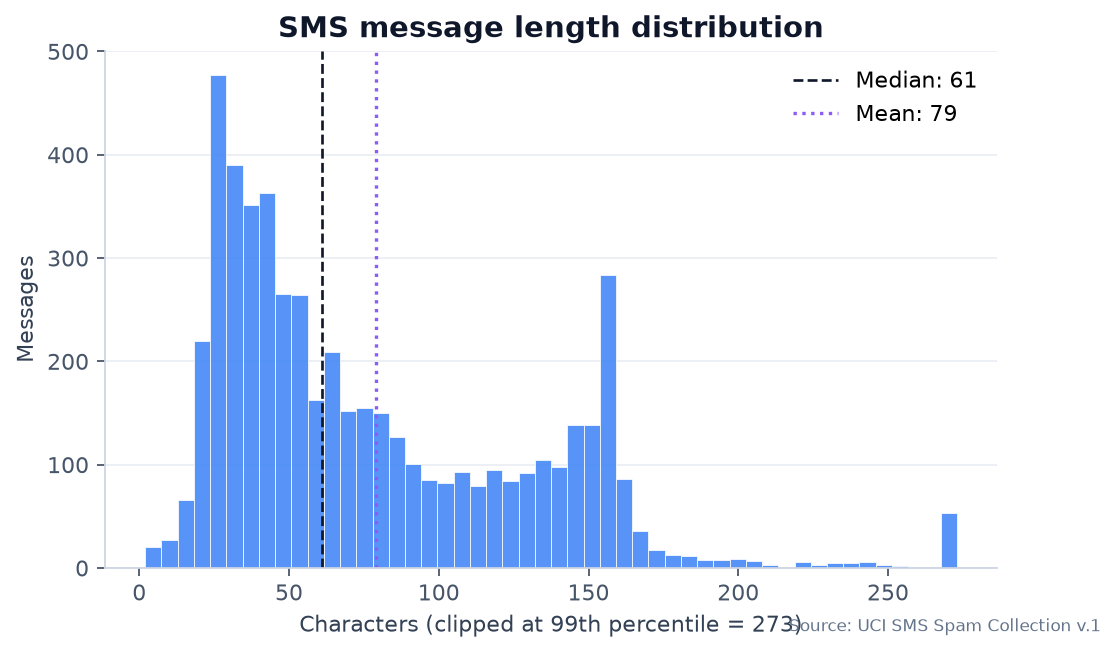 SMS message length distribution
500
400
300
200
100
0
Messages
Median: 61
Mean: 79
0 50 100 150 200 250
Characters (clipped at 99th percentile = 273)
Source: UCI SMS Spam Collection v.1